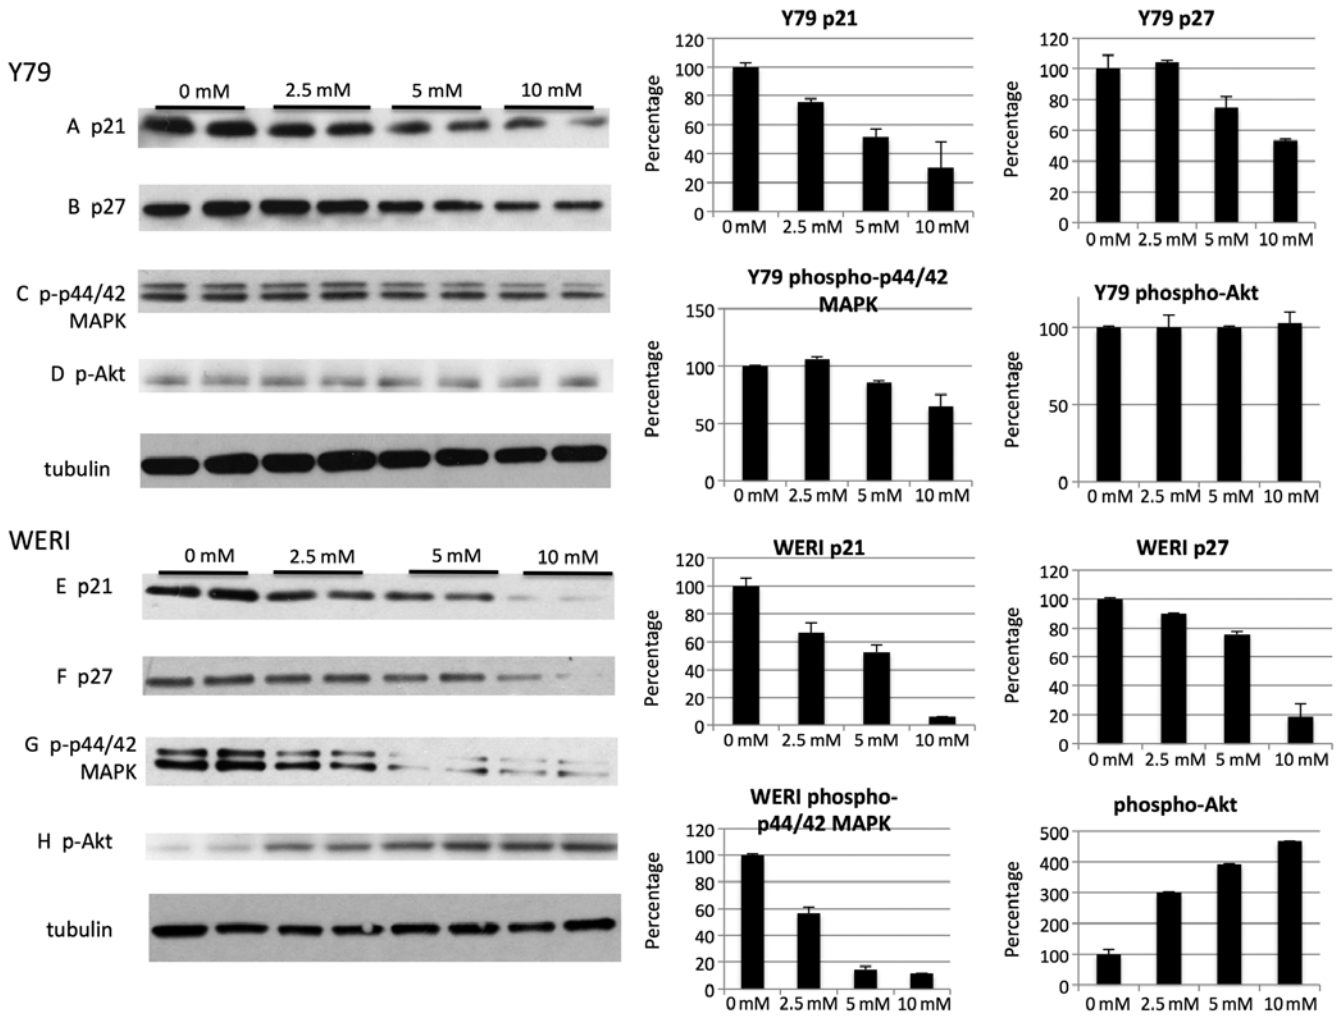 Y79
0 mM 2.5 mM 5 mM 10 mM
A p21
B p27
C p-p44/42
MAPK
D p-Akt
tubulin
WERI
0 mM 2.5 mM 5 mM 10 mM
E p21
F p27
G p-p44/42
MAPK
H p-Akt
tubulin
Y79 p21
Percentage
120
100
80
60
40
20
0
0 mM 2.5 mM 5 mM 10 mM
Y79 p27
Percentage
120
100
80
60
40
20
0
0 mM 2.5 mM 5 mM 10 mM
Y79 phospho-p44/42
MAPK
Percentage
150
100
50
0
0 mM 2.5 mM 5 mM 10 mM
Y79 phospho-Akt
Percentage
100
50
0
0 mM 2.5 mM 5 mM 10 mM
WERI p21
Percentage
120
100
80
60
40
20
0
0 mM 2.5 mM 5 mM 10 mM
WERI p27
Percentage
120
100
80
60
40
20
0
0 mM 2.5 mM 5 mM 10 mM
WERI phospho-
p44/42 MAPK
Percentage
120
100
80
60
40
20
0
0 mM 2.5 mM 5 mM 10 mM
phospho-Akt
Percentage
500
400
300
200
100
0
0 mM 2.5 mM 5 mM 10 mM